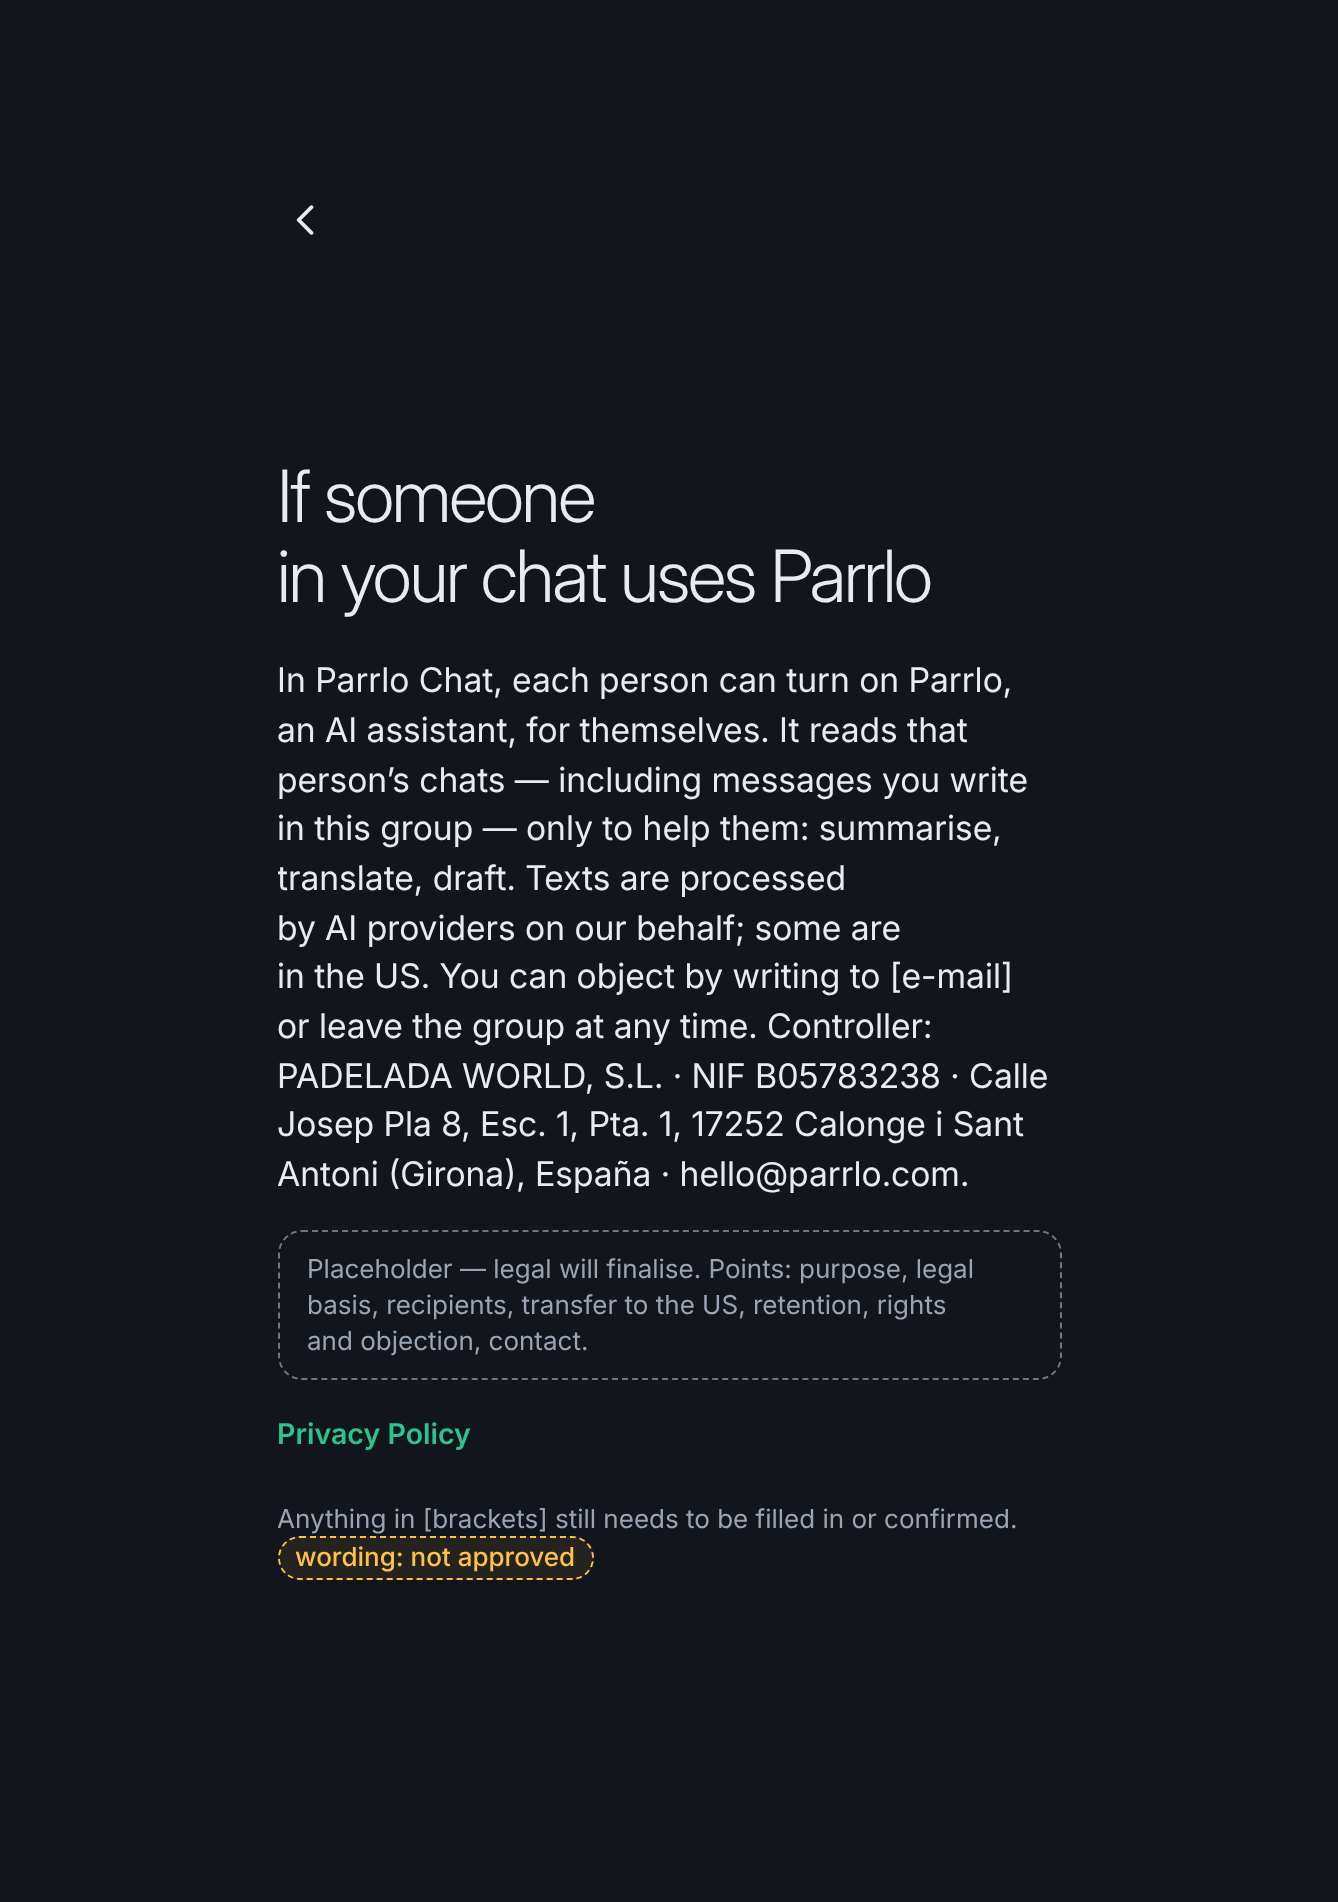 If someone
in your chat uses Parrlo
In Parrlo Chat, each person can turn on Parrlo,
an AI assistant, for themselves. It reads that
person’s chats — including messages you write
in this group — only to help them: summarise,
translate, draft. Texts are processed
by AI providers on our behalf; some are
in the US. You can object by writing to [e-mail]
or leave the group at any time. Controller:
PADELADA WORLD, S.L. · NIF B05783238 · Calle
Josep Pla 8, Esc. 1, Pta. 1, 17252 Calonge i Sant
Antoni (Girona), España · hello@parrlo.com.
Placeholder — legal will finalise. Points: purpose, legal
basis, recipients, transfer to the US, retention, rights
and objection, contact.
Privacy Policy
Anything in [brackets] still needs to be filled in or confirmed.
wording: not approved